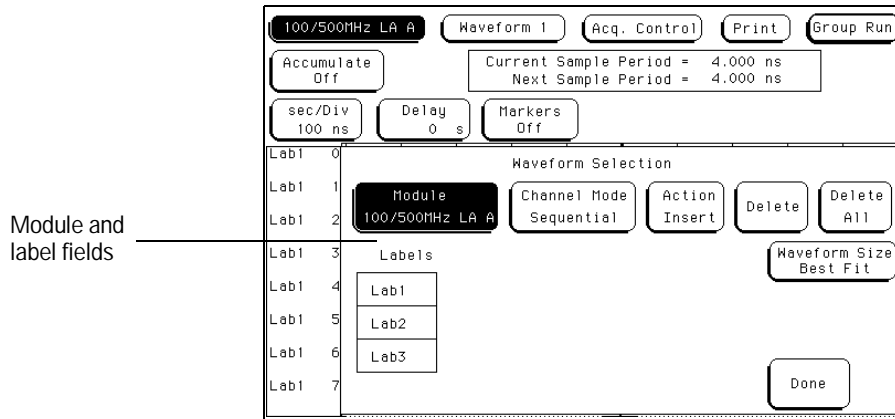 100/500MHz LA A Waveform 1 Acq. Control Print Group Run
Accumulate
Off
Current Sample Period = 4.000 ns
Next Sample Period = 4.000 ns
sec/Div
100 ns
Delay
0 s
Markers
Off
Lab1 0
Lab1 1
Lab1 2
Lab1 3
Lab1 4
Lab1 5
Lab1 6
Lab1 7
Waveform Selection
Module
100/500MHz LA A
Channel Mode
Sequential
Action
Insert
Delete
Delete
All
Module and
label fields
Labels
Lab1
Lab2
Lab3
Waveform Size
Best Fit
Done